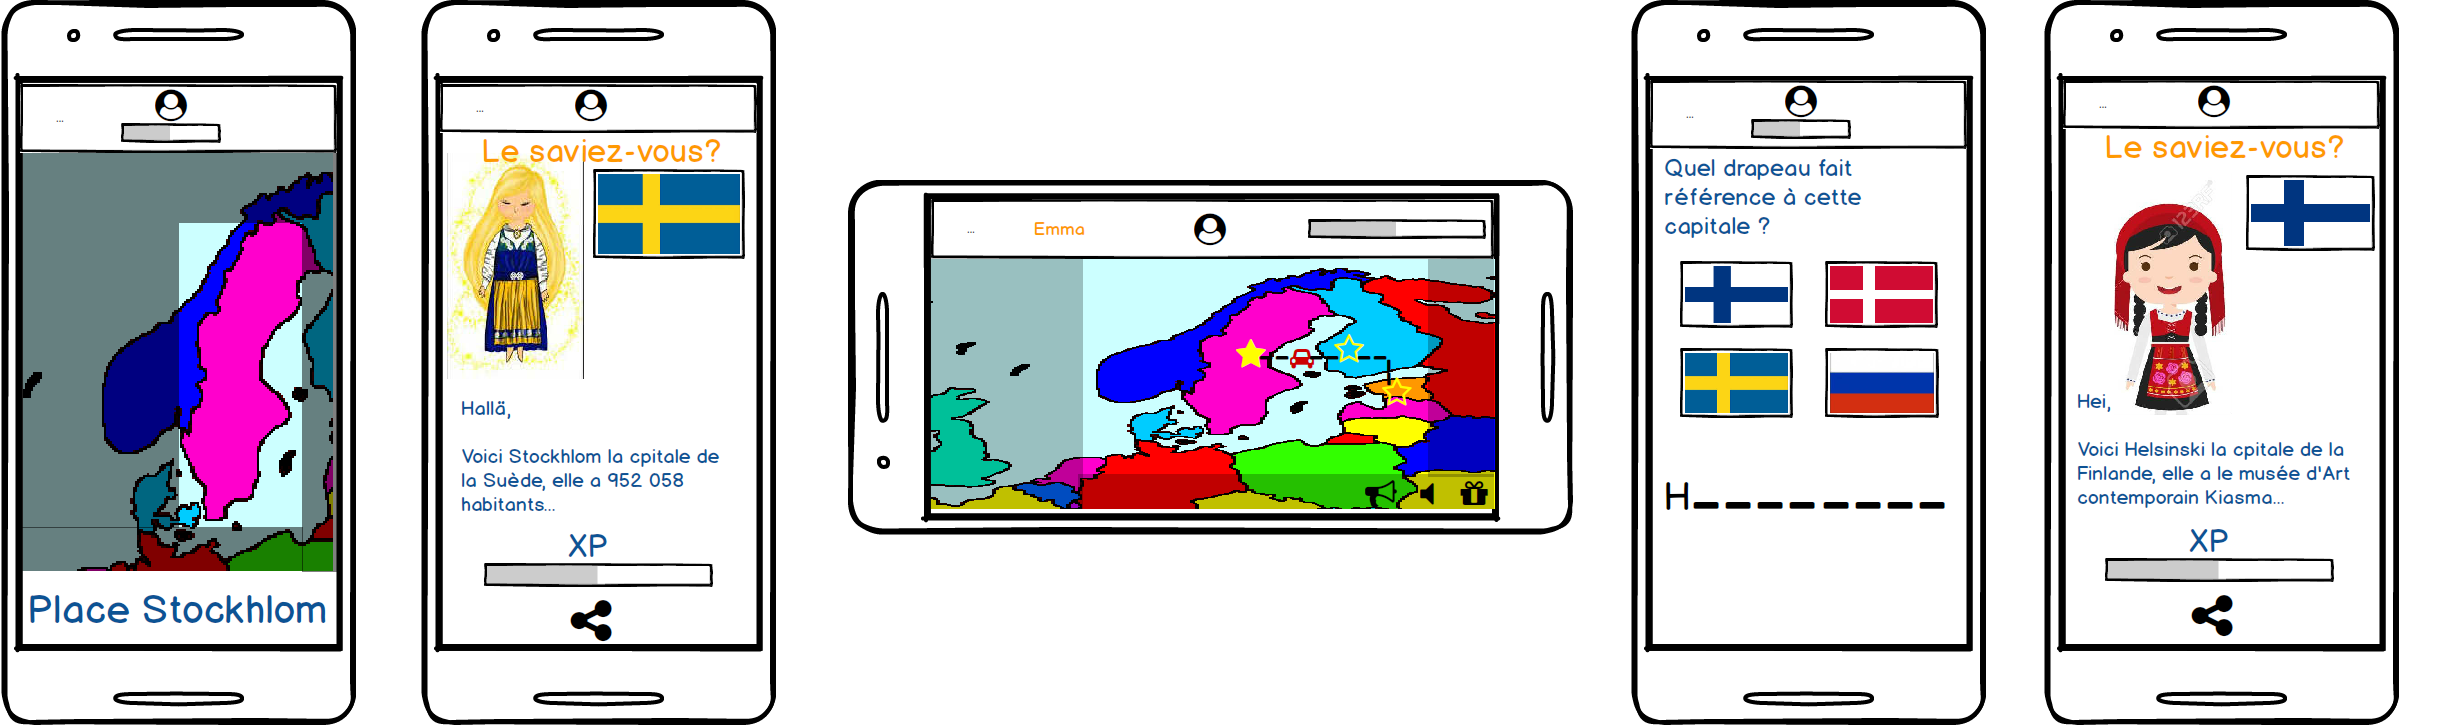 ...
Place Stockhlom
...
Le saviez-vous?
Hallä,
Voici Stockhlom la cpitale de
la Suède, elle a 952 058
habitants...
XP
...
Emma
...
Quel drapeau fait
référence à cette
capitale ?
H________
...
Le saviez-vous?
Hei,
Voici Helsinski la cpitale de la
Finlande, elle a le musée d'Art
contemporain Kiasma...
XP